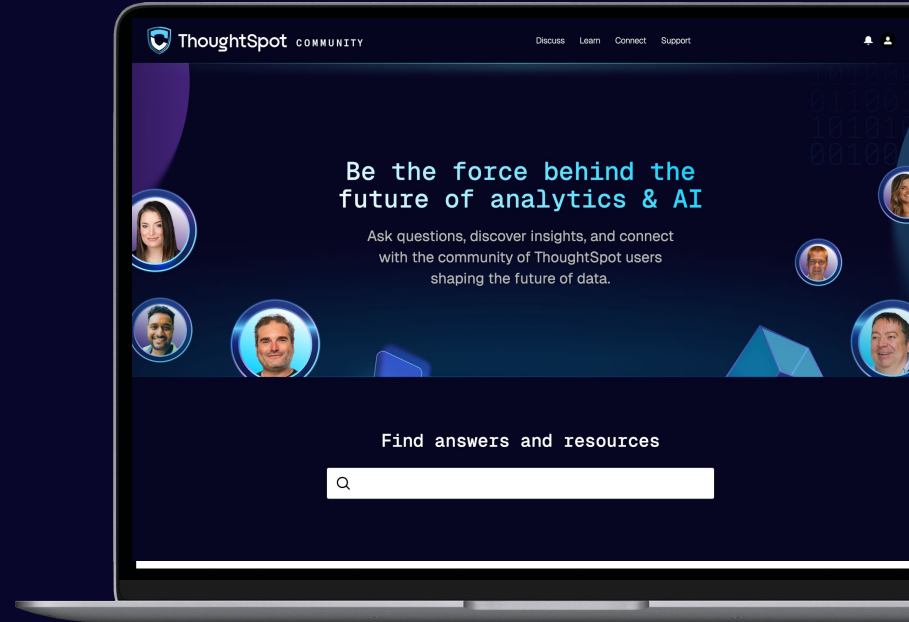 ThoughtSpot COMMUNITY
Discuss Learn Connect Support
Be the force behind the
future of analytics & AI
Ask questions, discover insights, and connect
with the community of ThoughtSpot users
shaping the future of data.
Find answers and resources